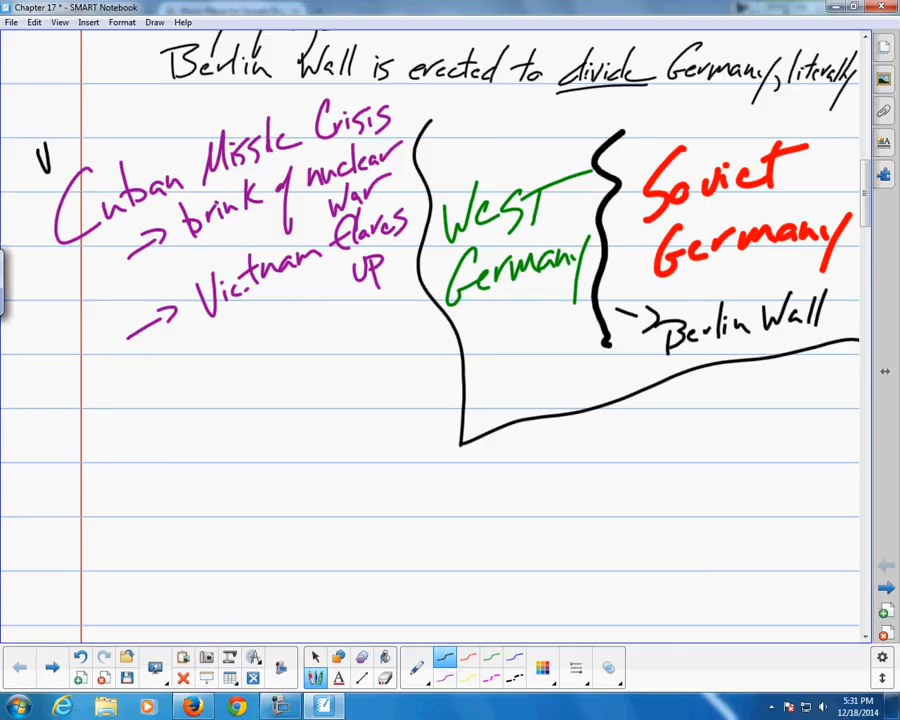 Chapter 17 * - SMART Notebook
File Edit View Insert Format Draw Help
Berlin Wall is erected to divide Germany, literally
V
Cuban Missle Crisis
→ brink of nuclear
war
→ Vietnam flares
UP
West
Germany
Soviet
Germany
→ Berlin Wall
5:31 PM
12/18/2014